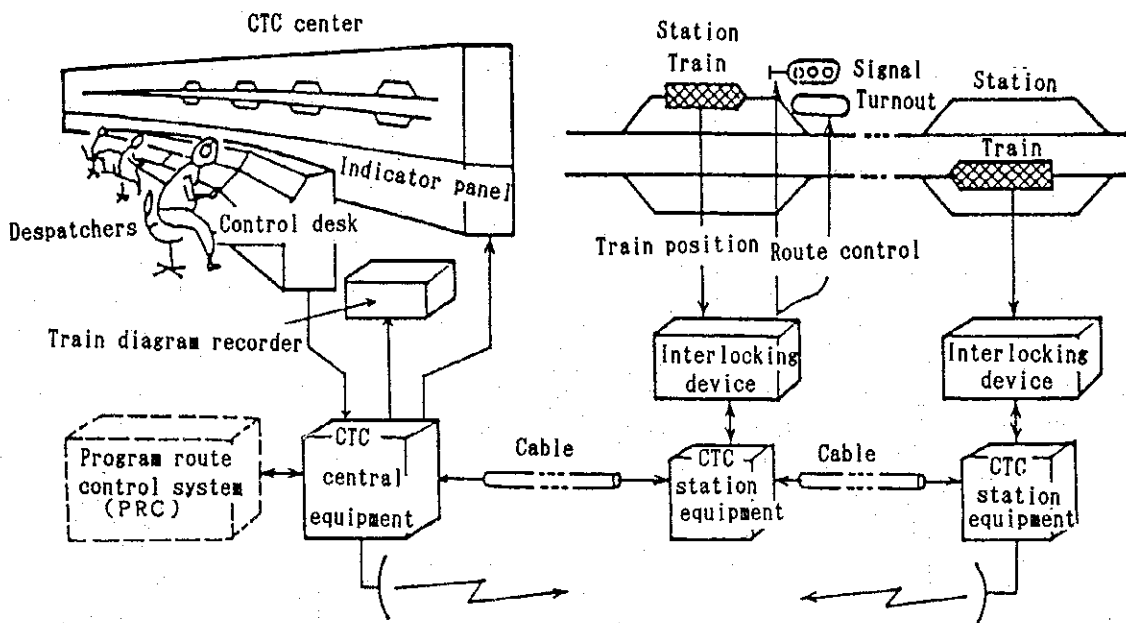 CTC center
Indicator panel
Control desk
Despatchers
Train diagram recorder
Program route
control system
(PRC)
CTC
central
equipment
Cable
Station
Train
Signal
Turnout
Station
Train
Train position
Route control
Interlocking
device
Interlocking
device
CTC
station
equipment
Cable
CTC
station
equipment